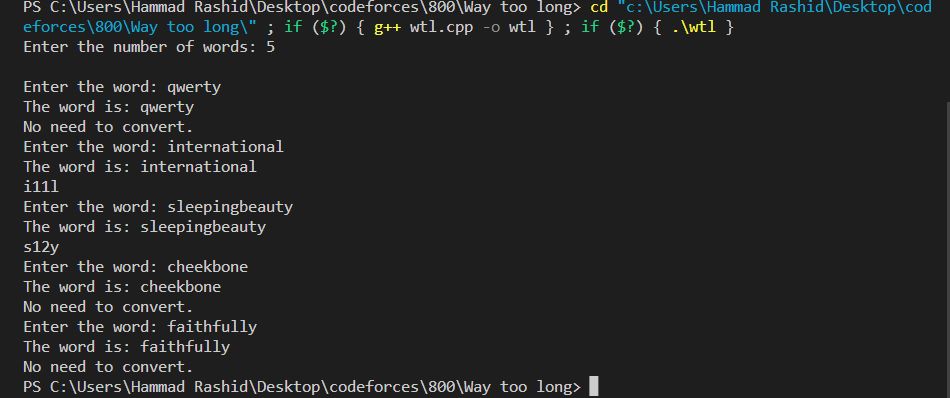 PS C:\Users\Hammad Rashid\Desktop\codeforces\800\Way too long> cd "c:\Users\Hammad Rashid\Desktop\cod
eforces\800\Way too long\" ; if ($?) { g++ wtl.cpp -o wtl } ; if ($?) { .\wtl }
Enter the number of words: 5

Enter the word: qwerty
The word is: qwerty
No need to convert.
Enter the word: international
The word is: international
i11l
Enter the word: sleepingbeauty
The word is: sleepingbeauty
s12y
Enter the word: cheekbone
The word is: cheekbone
No need to convert.
Enter the word: faithfully
The word is: faithfully
No need to convert.
PS C:\Users\Hammad Rashid\Desktop\codeforces\800\Way too long>